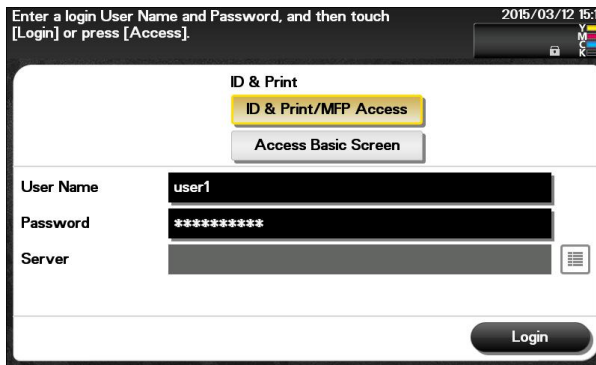 Enter a login User Name and Password, and then touch
[Login] or press [Access].
2015/03/12 15:1
Y
M
C
K
ID & Print
ID & Print/MFP Access
Access Basic Screen
User Name
user1
Password
**********
Server
Login